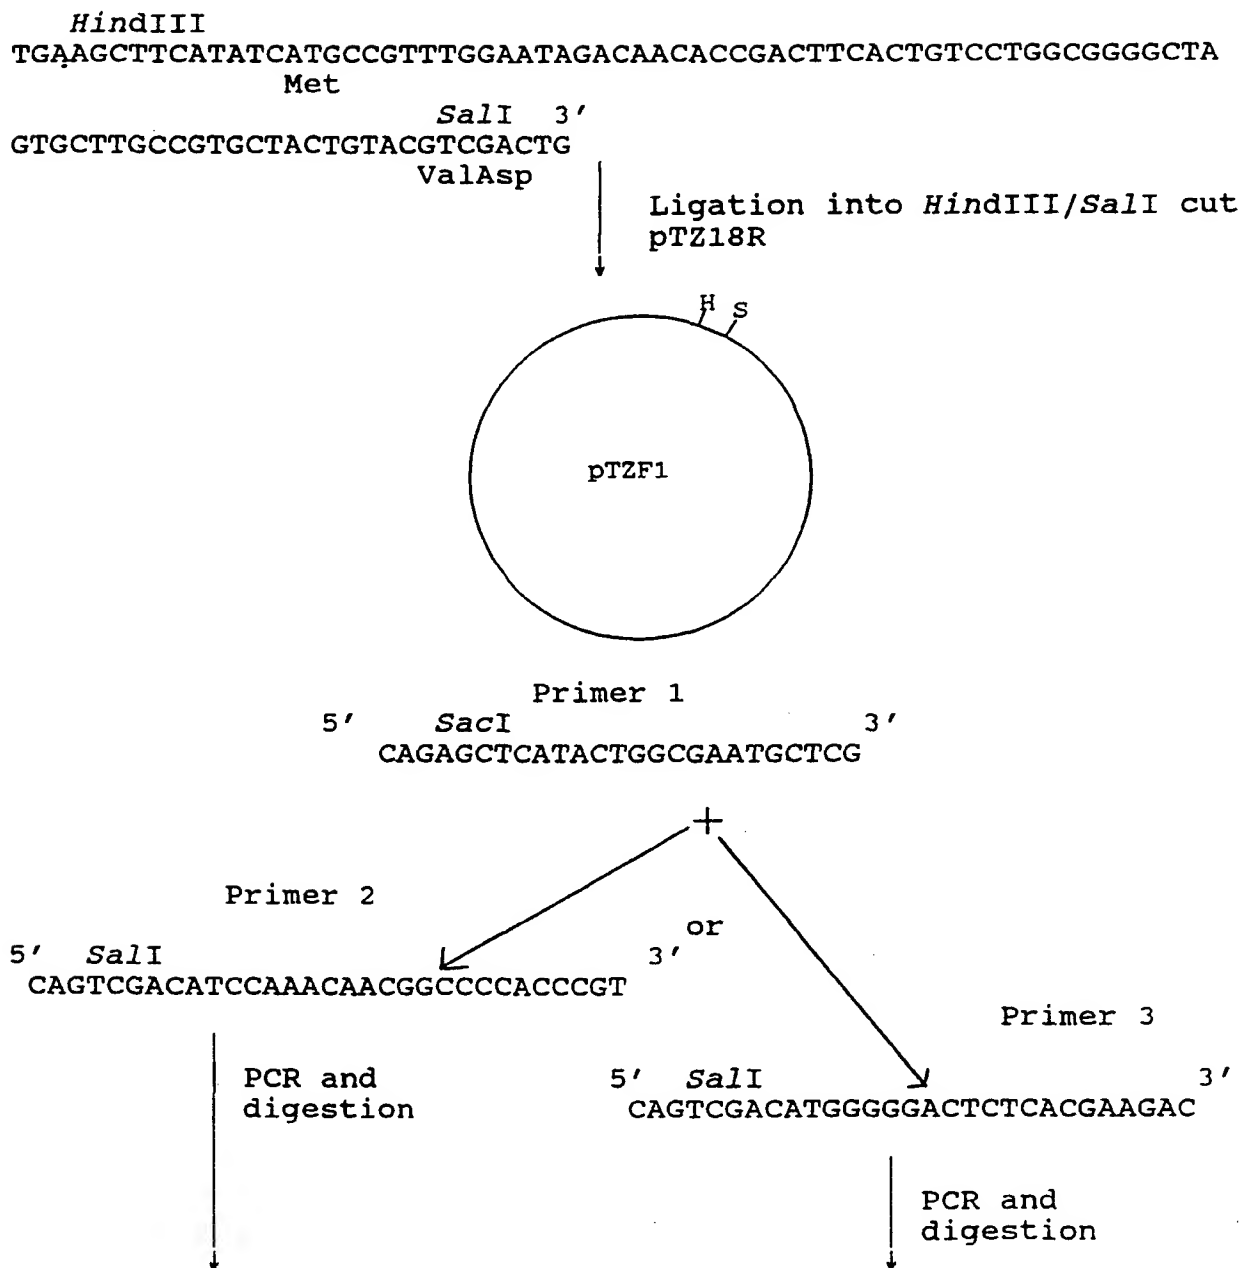 HindIII
TGAAGCTTCATATCATGCCGTTTGGAATAGACAACACCGACTTCACTGTCCTGGCGGGGCTA
Met
SalI 3'
GTGCTTGCCGTGCTACTGTACGTCGACTG
ValAsp
Ligation into HindIII/SalI cut
pTZ18R
H S
pTZF1
Primer 1
5' SacI 3'
CAGAGCTCATACTGGCGAATGCTCG
+
Primer 2
or
5' SalI 3'
CAGTCGACATCCAAACAACGGCCCCACCCGT
Primer 3
PCR and
digestion
5' SalI 3'
CAGTCGACATGGGGGACTCTCACGAAGAC
PCR and
digestion